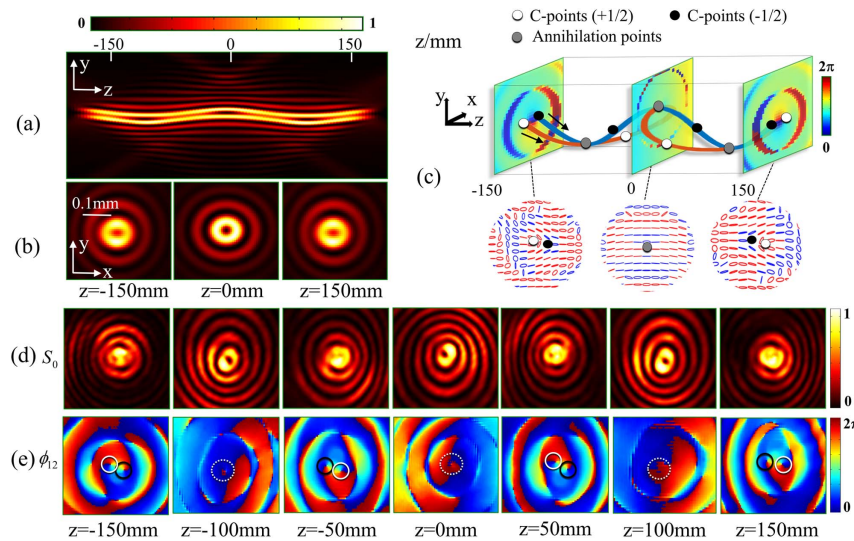 0 1
-150 0 150
y
z
(a)
C-points (+1/2) C-points (-1/2)
Annihilation points
z/mm
2π
0
y x
z
(c)
-150 0 150
0.1mm
(b)
y
x
z=-150mm z=0mm z=150mm
(d) S0
1
0
(e) ϕ12
2π
0
z=-150mm z=-100mm z=-50mm z=0mm z=50mm z=100mm z=150mm